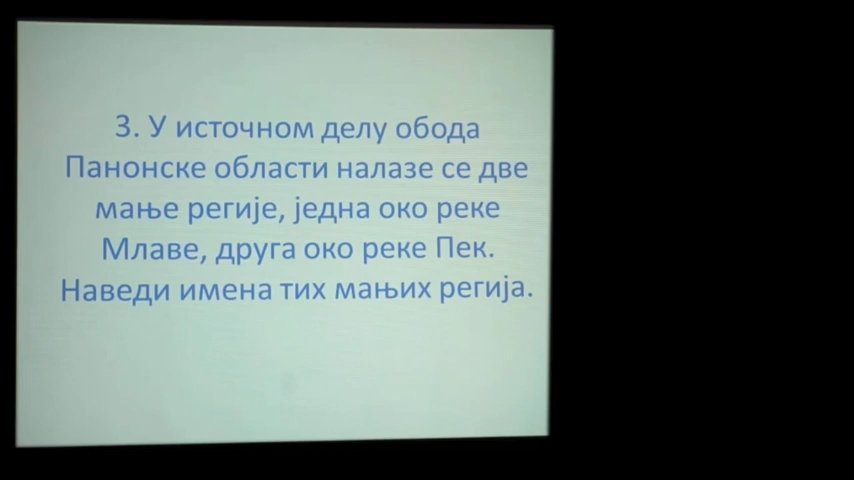 3. У источном делу обода
Панонске области налазе се две
мање регије, једна око реке
Млаве, друга око реке Пек.
Наведи имена тих мањих регија.